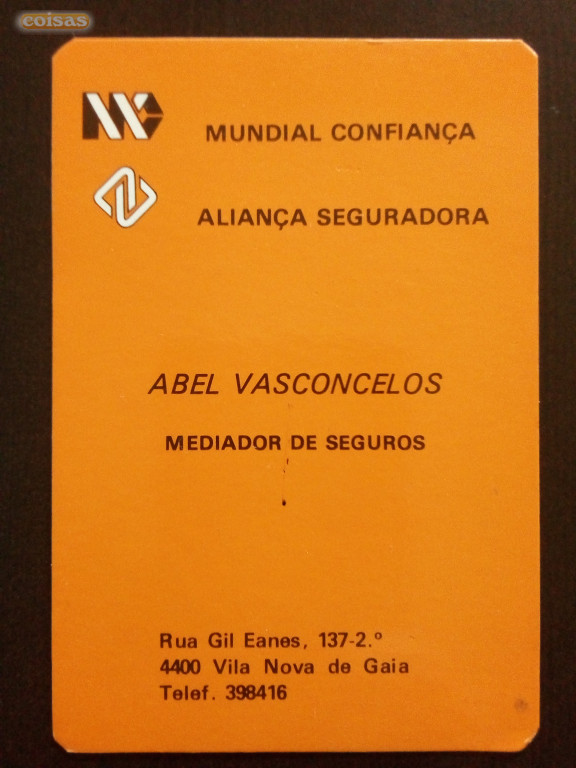 coisas
MUNDIAL CONFIANÇA
ALIANÇA SEGURADORA
ABEL VASCONCELOS
MEDIADOR DE SEGUROS
Rua Gil Eanes, 137-2.º
4400 Vila Nova de Gaia
Telef. 398416